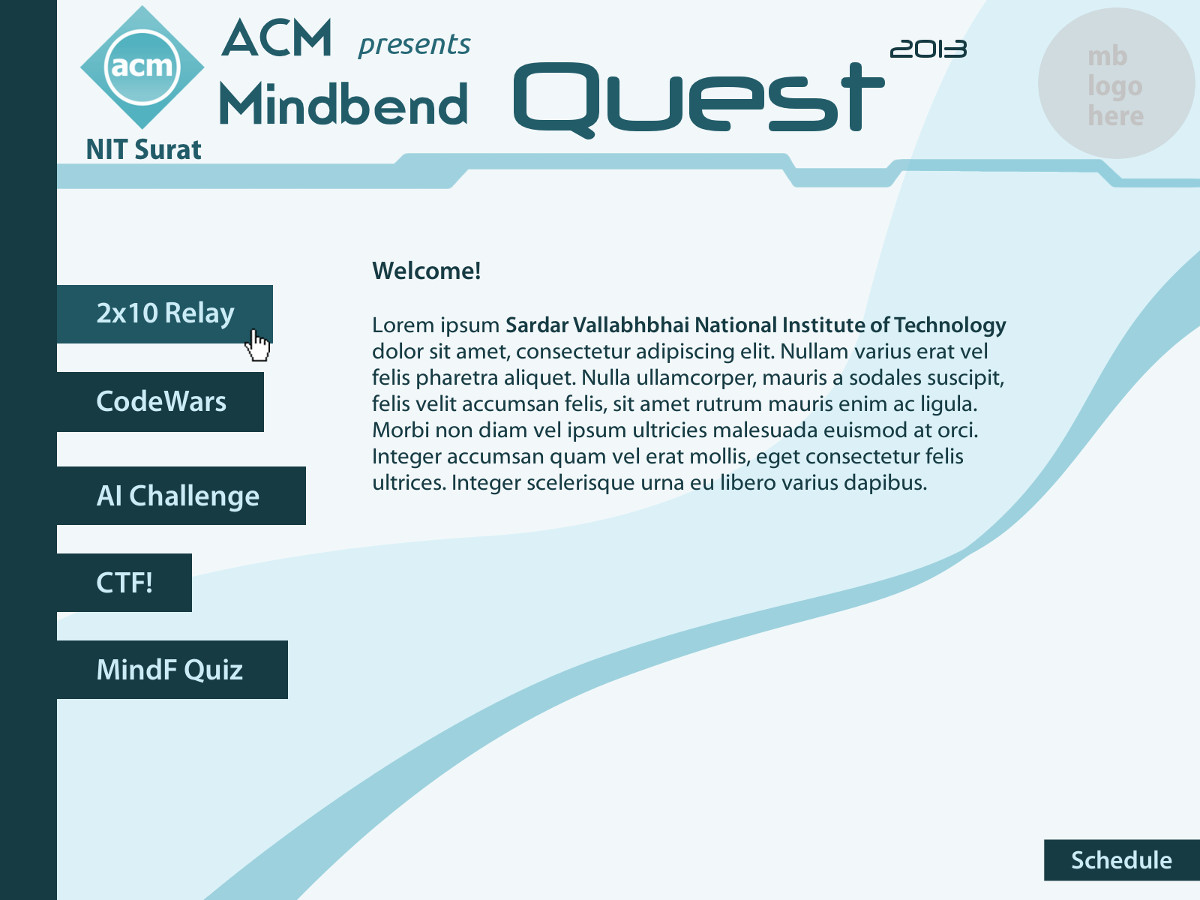 acm
NIT Surat
ACM presents
Mindbend Quest 2013
mb
logo
here
2x10 Relay
CodeWars
AI Challenge
CTF!
MindF Quiz
Welcome!
Lorem ipsum Sardar Vallabhbhai National Institute of Technology
dolor sit amet, consectetur adipiscing elit. Nullam varius erat vel
felis pharetra aliquet. Nulla ullamcorper, mauris a sodales suscipit,
felis velit accumsan felis, sit amet rutrum mauris enim ac ligula.
Morbi non diam vel ipsum ultricies malesuada euismod at orci.
Integer accumsan quam vel erat mollis, eget consectetur felis
ultrices. Integer scelerisque urna eu libero varius dapibus.
Schedule